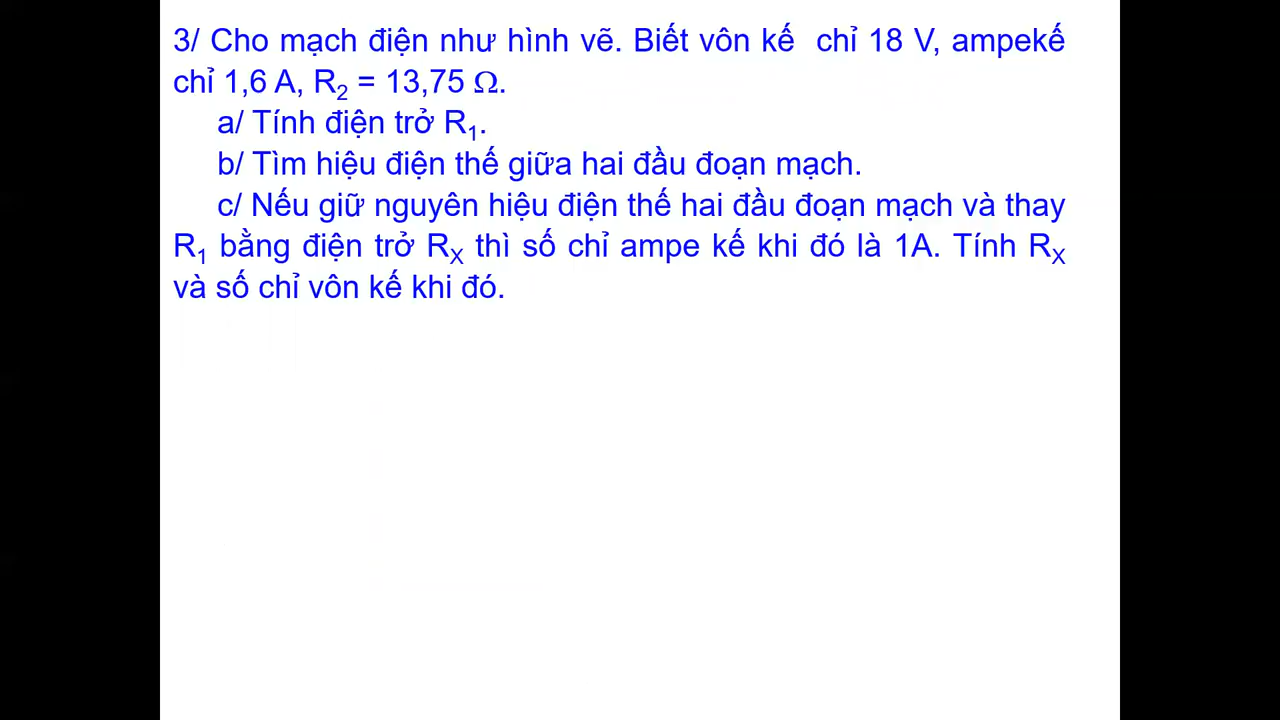 3/ Cho mạch điện như hình vẽ. Biết vôn kế chỉ 18 V, ampekế
chỉ 1,6 A, R2 = 13,75 Ω.
a/ Tính điện trở R1.
b/ Tìm hiệu điện thế giữa hai đầu đoạn mạch.
c/ Nếu giữ nguyên hiệu điện thế hai đầu đoạn mạch và thay
R1 bằng điện trở RX thì số chỉ ampe kế khi đó là 1A. Tính RX
và số chỉ vôn kế khi đó.